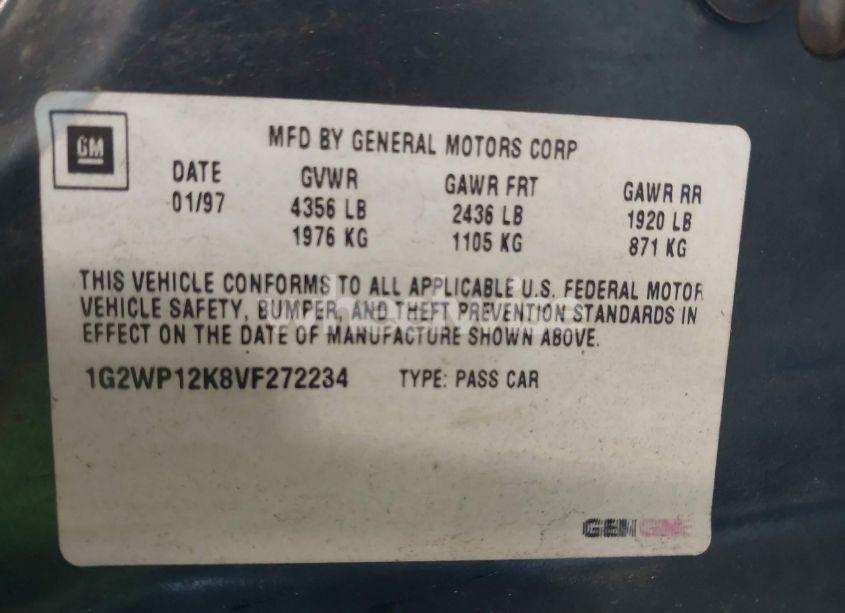 GM
MFD BY GENERAL MOTORS CORP
DATE GVWR GAWR FRT GAWR RR
01/97 4356 LB 2436 LB 1920 LB
1976 KG 1105 KG 871 KG
THIS VEHICLE CONFORMS TO ALL APPLICABLE U.S. FEDERAL MOTOR
VEHICLE SAFETY, BUMPER, AND THEFT PREVENTION STANDARDS IN
EFFECT ON THE DATE OF MANUFACTURE SHOWN ABOVE.
1G2WP12K8VF272234 TYPE: PASS CAR